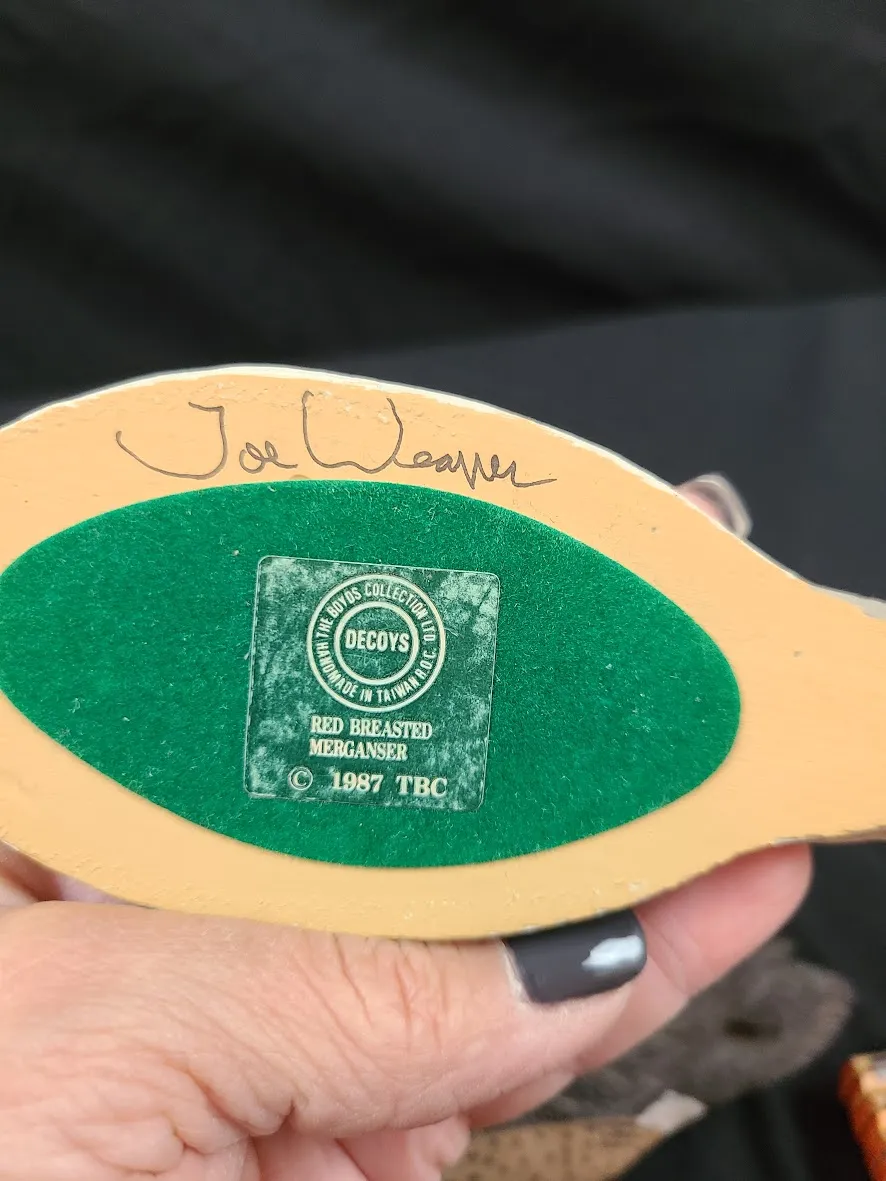 Joe Weaver
THE BOYDS COLLECTION LTD.
HANDMADE IN TAIWAN R.O.C.
DECOYS
RED BREASTED
MERGANSER
© 1987 TBC